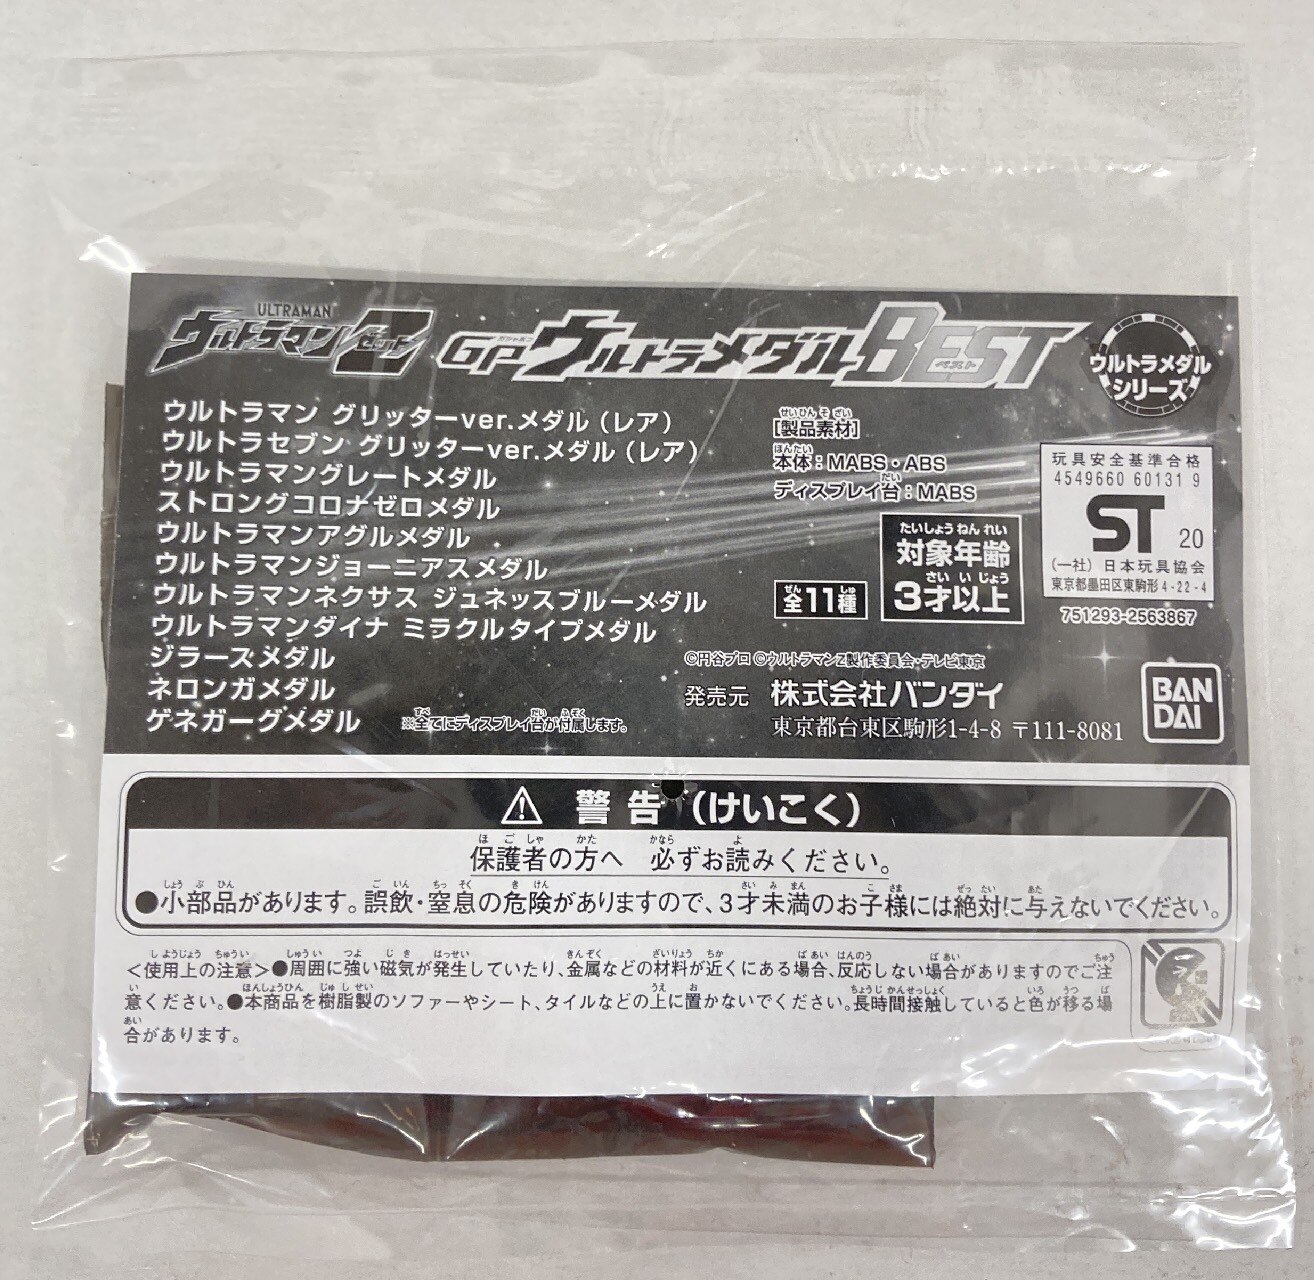 ULTRAMAN
ウルトラマンZ
ゼット
GPウルトラメダルBEST
ガシャポン
ベスト
ウルトラメダル
シリーズ
ウルトラマン グリッターver.メダル（レア）
ウルトラセブン グリッターver.メダル（レア）
ウルトラマングレートメダル
ストロングコロナゼロメダル
ウルトラマンアグルメダル
ウルトラマンジョーニアスメダル
ウルトラマンネクサス ジュネッスブルーメダル
ウルトラマンダイナ ミラクルタイプメダル
ジラースメダル
ネロンガメダル
ゲネガーグメダル
※全てにディスプレイ台が付属します。
[製品素材]
本体：MABS・ABS
ディスプレイ台：MABS
全11種
対象年齢
3才以上
玩具安全基準合格
4549660 60131 9
ST 20
(一社) 日本玩具協会
東京都墨田区東駒形4-22-4
751293-2563867
©円谷プロ ©ウルトラマンZ製作委員会・テレビ東京
発売元 株式会社バンダイ
東京都台東区駒形1-4-8 〒111-8081
BAN
DAI
⚠ 警告（けいこく）
保護者の方へ 必ずお読みください。
●小部品があります。誤飲・窒息の危険がありますので、3才未満のお子様には絶対に与えないでください。
＜使用上の注意＞●周囲に強い磁気が発生していたり、金属などの材料が近くにある場合、反応しない場合がありますのでご注
意ください。●本商品を樹脂製のソファーやシート、タイルなどの上に置かないでください。長時間接触していると色が移る場
合があります。